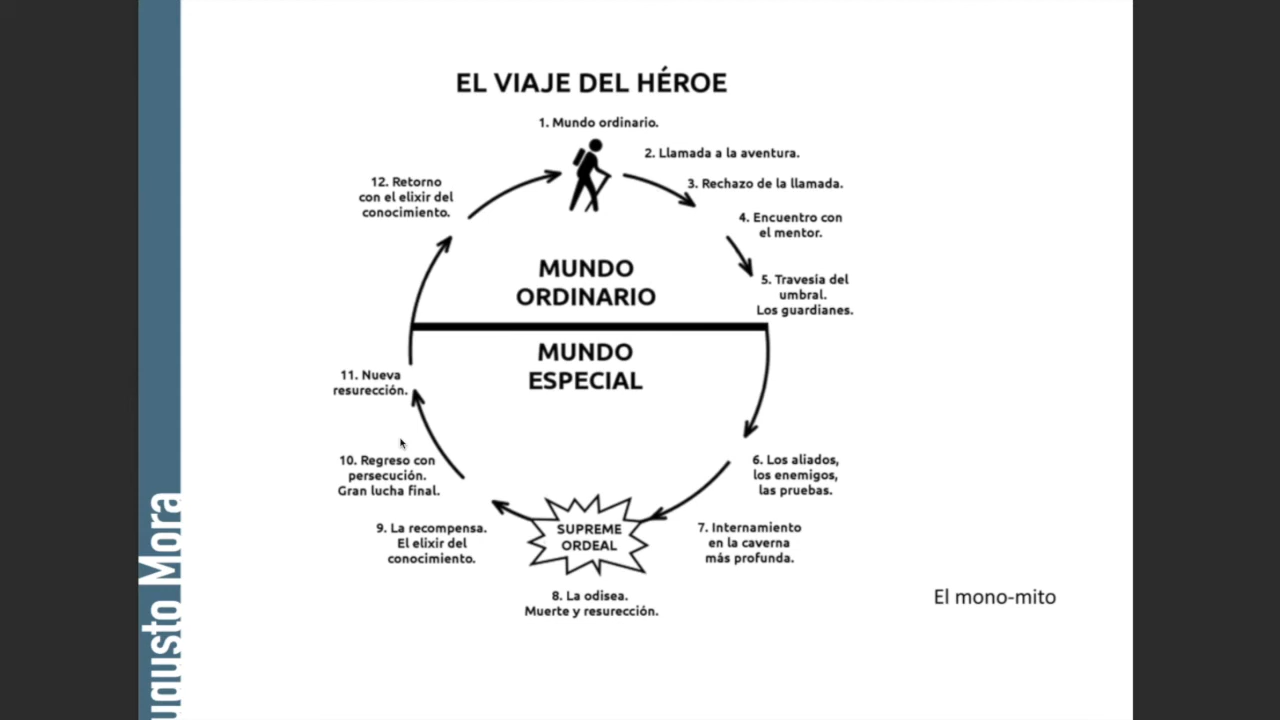 EL VIAJE DEL HÉROE
1. Mundo ordinario.
2. Llamada a la aventura.
3. Rechazo de la llamada.
4. Encuentro con
el mentor.
5. Travesia del
umbral.
Los guardianes.
MUNDO
ORDINARIO
MUNDO
ESPECIAL
6. Los aliados,
los enemigos,
las pruebas.
7. Internamiento
en la caverna
más profunda.
SUPREME
ORDEAL
8. La odisea.
Muerte y resurección.
9. La recompensa.
El elixir del
conocimiento.
10. Regreso con
persecución.
Gran lucha final.
11. Nueva
resurección.
12. Retorno
con el elixir del
conocimiento.
El mono-mito
ugusto Mora